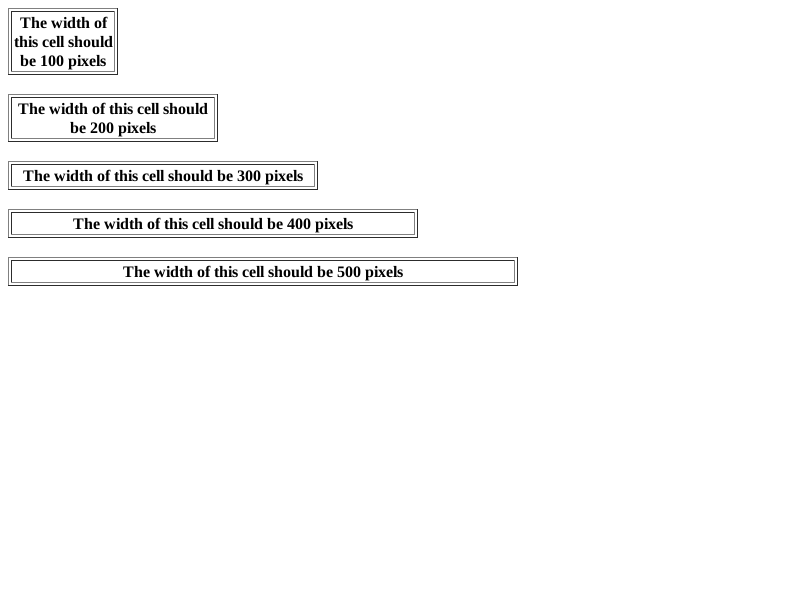 The width of
this cell should
be 100 pixels
The width of this cell should
be 200 pixels
The width of this cell should be 300 pixels
The width of this cell should be 400 pixels
The width of this cell should be 500 pixels